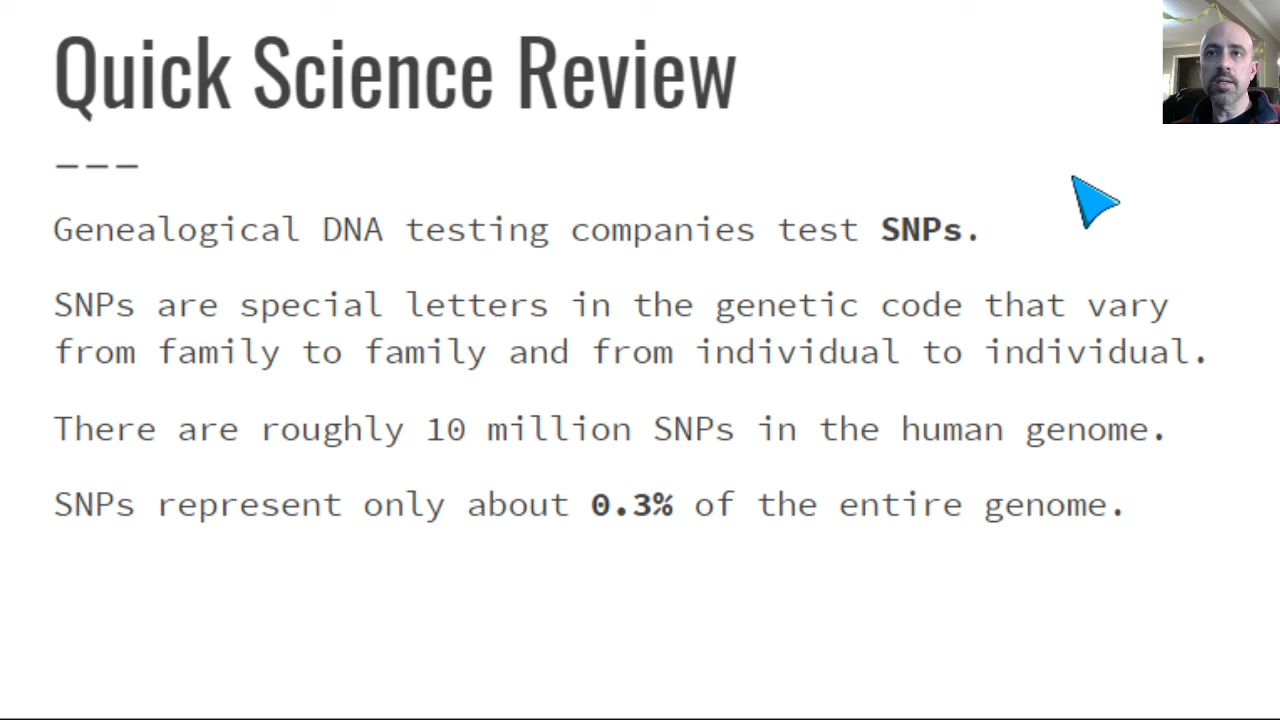 Quick Science Review
---
Genealogical DNA testing companies test SNPs.
SNPs are special letters in the genetic code that vary
from family to family and from individual to individual.
There are roughly 10 million SNPs in the human genome.
SNPs represent only about 0.3% of the entire genome.